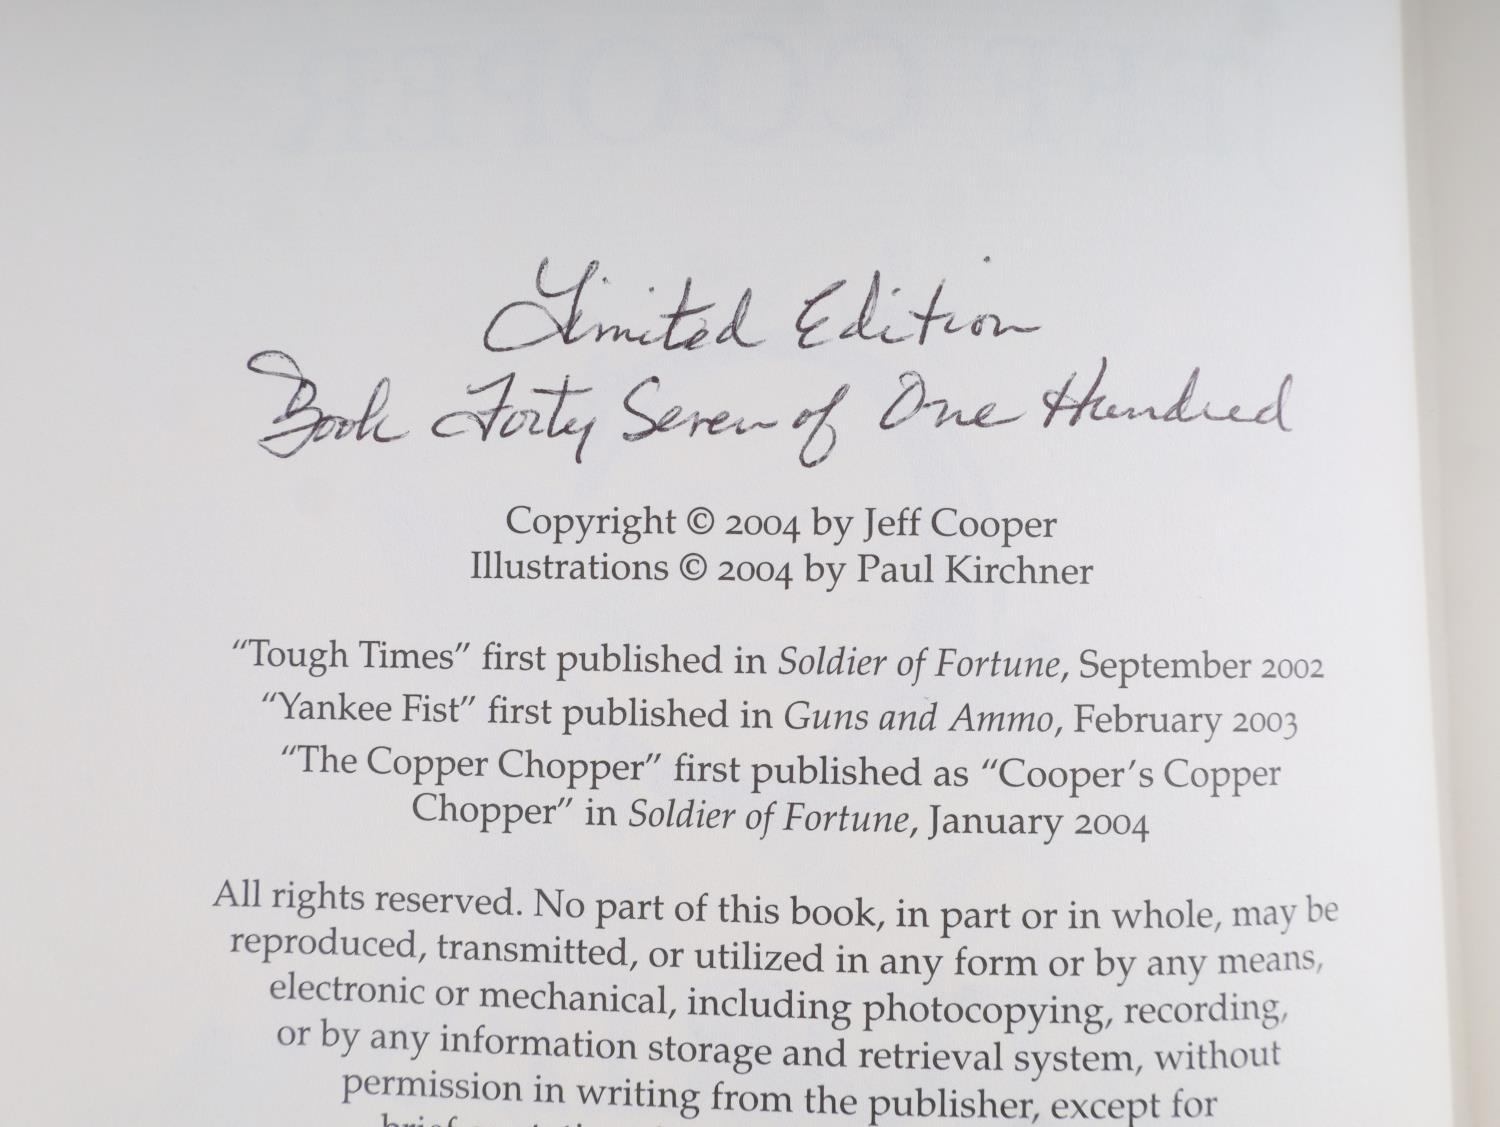 Limited Edition
Book Forty Seven of One Hundred
Copyright © 2004 by Jeff Cooper
Illustrations © 2004 by Paul Kirchner
“Tough Times” first published in Soldier of Fortune, September 2002
“Yankee Fist” first published in Guns and Ammo, February 2003
“The Copper Chopper” first published as “Cooper’s Copper
Chopper” in Soldier of Fortune, January 2004
All rights reserved. No part of this book, in part or in whole, may be
reproduced, transmitted, or utilized in any form or by any means,
electronic or mechanical, including photocopying, recording,
or by any information storage and retrieval system, without
permission in writing from the publisher, except for